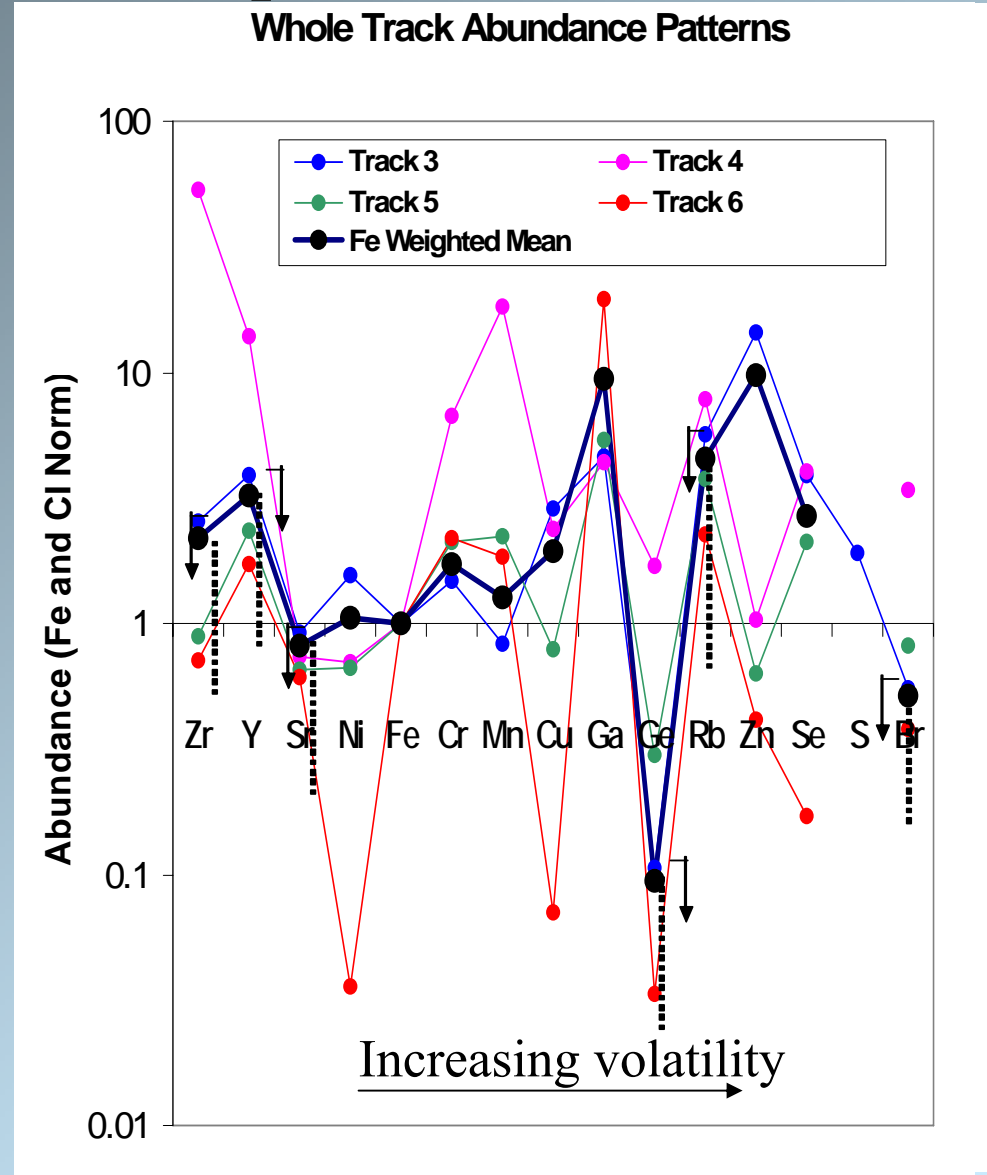 Whole Track Abundance Patterns
100
Track 3 Track 4
Track 5 Track 6
Fe Weighted Mean
10
Abundance (Fe and CI Norm)
1
Zr Y Sr Ni Fe Cr Mn Cu Ga Ge Rb Zn Se S Br
0.1
Increasing volatility
0.01